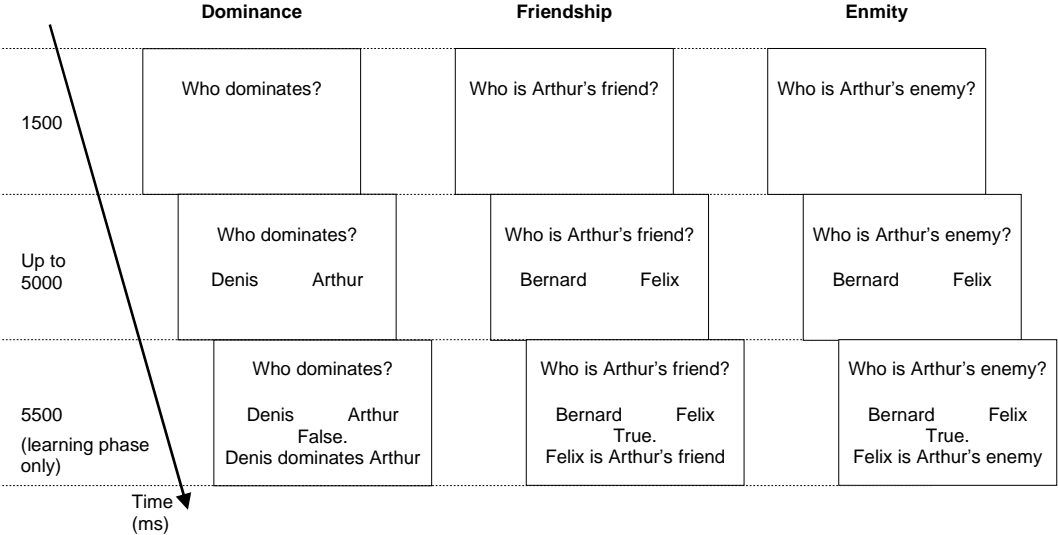 Dominance Friendship Enmity
1500
Who dominates?
Who is Arthur's friend?
Who is Arthur's enemy?
Up to
5000
Who dominates?
Denis Arthur
Who is Arthur's friend?
Bernard Felix
Who is Arthur's enemy?
Bernard Felix
5500
(learning phase
only)
Who dominates?
Denis Arthur
False.
Denis dominates Arthur
Who is Arthur's friend?
Bernard Felix
True.
Felix is Arthur's friend
Who is Arthur's enemy?
Bernard Felix
True.
Felix is Arthur's enemy
Time
(ms)